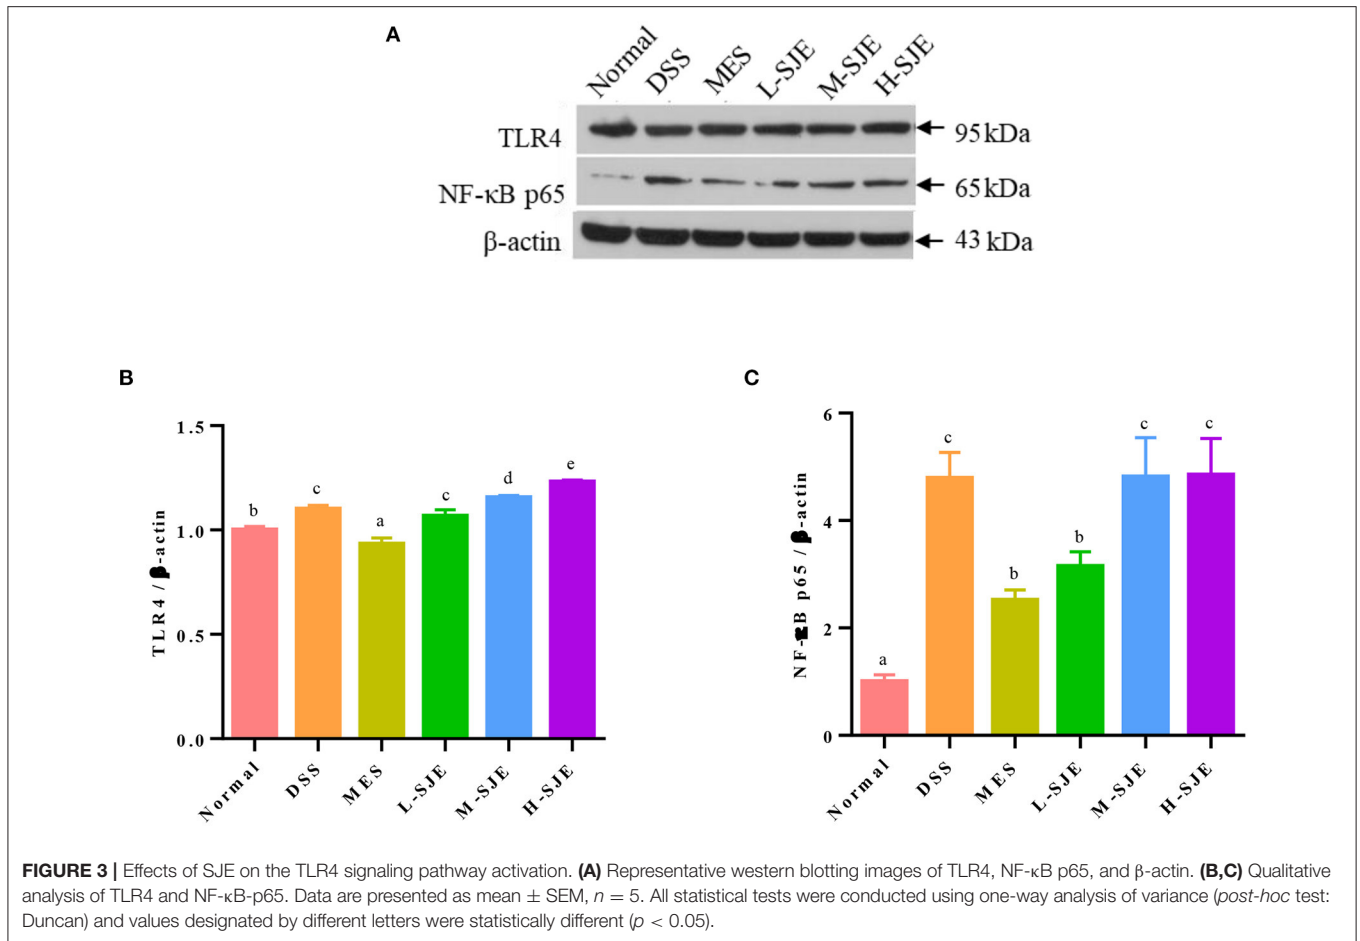 A
Normal DSS MES L-SJE M-SJE H-SJE
TLR4 95 kDa
NF-κB p65 65 kDa
β-actin 43 kDa
B
TLR4 / β-actin
1.5
1.0
0.5
0.0
b c a c d e
Normal DSS MES L-SJE M-SJE H-SJE
C
NF-κB p65 / β-actin
6
4
2
0
a c b b c c
Normal DSS MES L-SJE M-SJE H-SJE
FIGURE 3 | Effects of SJE on the TLR4 signaling pathway activation. (A) Representative western blotting images of TLR4, NF-κB p65, and β-actin. (B,C) Qualitative
analysis of TLR4 and NF-κB-p65. Data are presented as mean ± SEM, n = 5. All statistical tests were conducted using one-way analysis of variance (post-hoc test:
Duncan) and values designated by different letters were statistically different (p < 0.05).